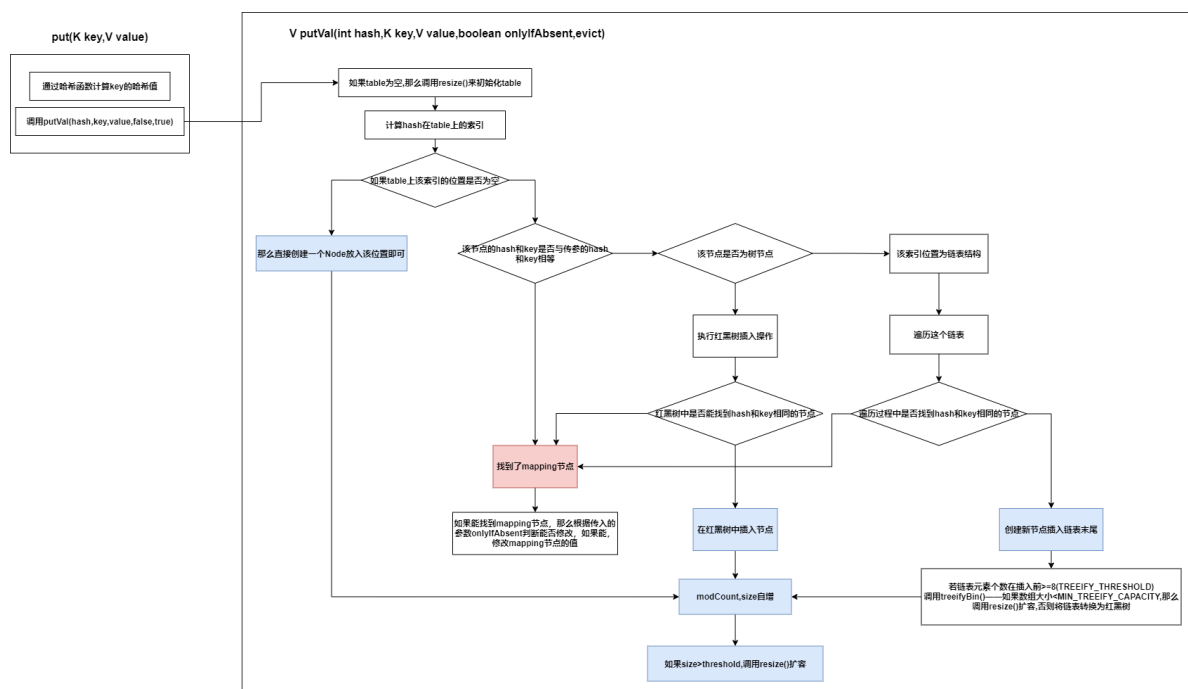 put(K key,V value)
V putVal(int hash,K key,V value,boolean onlyIfAbsent,evict)
通过哈希函数计算key的哈希值
调用putVal(hash,key,value,false,true)
如果table为空,那么调用resize()来初始化table
计算hash在table上的索引
如果table上该索引的位置是否为空
那么直接创建一个Node放入该位置即可
该节点的hash和key是否与传参的hash
和key相等
该节点是否为树节点
该索引位置为链表结构
执行红黑树插入操作
遍历这个链表
红黑树中是否能找到hash和key相同的节点
遍历过程中是否找到hash和key相同的节点
找到了mapping节点
如果能找到mapping节点，那么根据传入的
参数onlyIfAbsent判断能否修改，如果能，
修改mapping节点的值
在红黑树中插入节点
创建新节点插入链表末尾
若链表元素个数在插入前>=8(TREEIFY_THRESHOLD)
调用treeifyBin()——如果数组大小<MIN_TREEIFY_CAPACITY,那么
调用resize()扩容,否则将链表转换为红黑树
modCount,size自增
如果size>threshold,调用resize()扩容